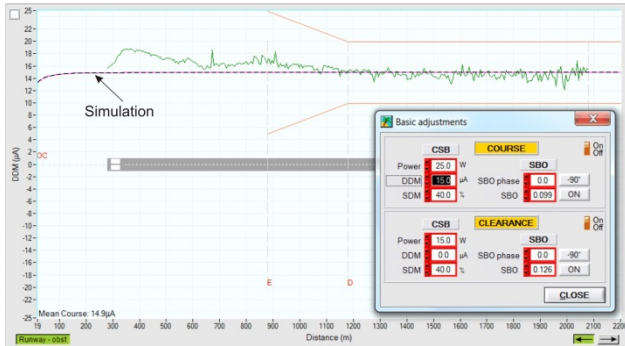 25
22
20
18
16
14
12
10
8
6
4
2
0
-2
-4
-6
-8
-10
-12
-14
-16
-18
-20
-22
-25
DDM (µA)
Simulation
OC
E
D
Mean Course: 14.9µA
19 100 200 300 400 500 600 700 800 900 1000 1100 1200 1300 1400 1500 1600 1700 1800 1900 2000 2100 220
Runway - obst
Distance (m)
Basic adjustments
CSB COURSE On
Off
Power 25.0 W SBO
DDM 15.0 µA SBO phase 0.0 -90°
SDM 40.0 % SBO 0.099 ON
CSB CLEARANCE On
Off
Power 15.0 W SBO
DDM 0.0 µA SBO phase 0.0 -90°
SDM 40.0 % SBO 0.126 ON
CLOSE